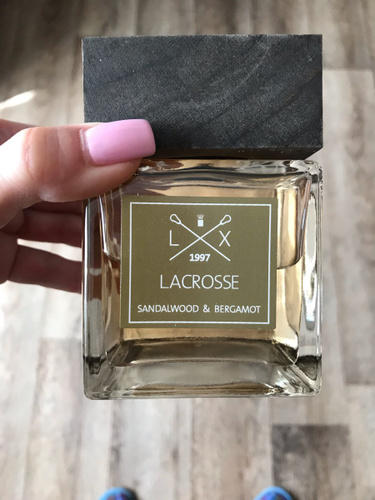 L X
1997
LACROSSE
SANDALWOOD & BERGAMOT